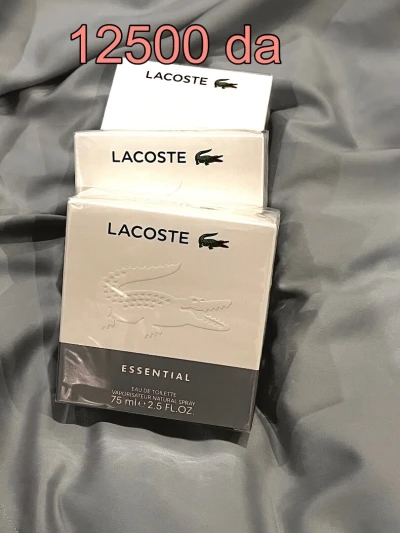 12500 da
LACOSTE
LACOSTE
LACOSTE
ESSENTIAL
EAU DE TOILETTE
VAPORISATEUR NATURAL SPRAY
75 ml ℮ 2.5 FL.OZ.